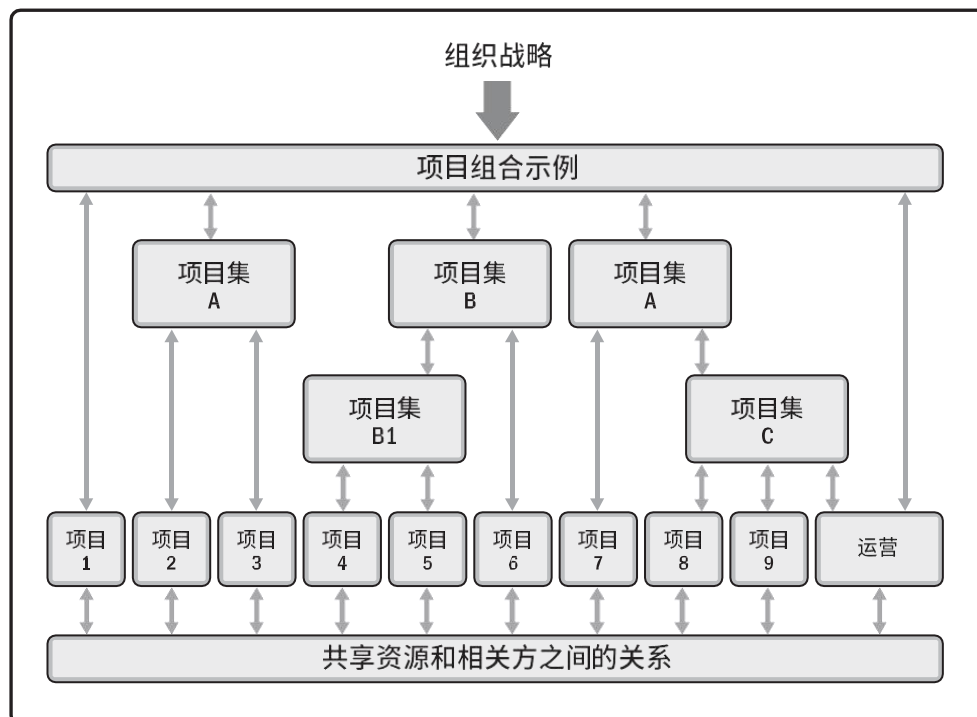 组织战略
项目组合示例
项目集
A
项目集
B
项目集
A
项目集
B1
项目集
C
项目
1
项目
2
项目
3
项目
4
项目
5
项目
6
项目
7
项目
8
项目
9
运营
共享资源和相关方之间的关系